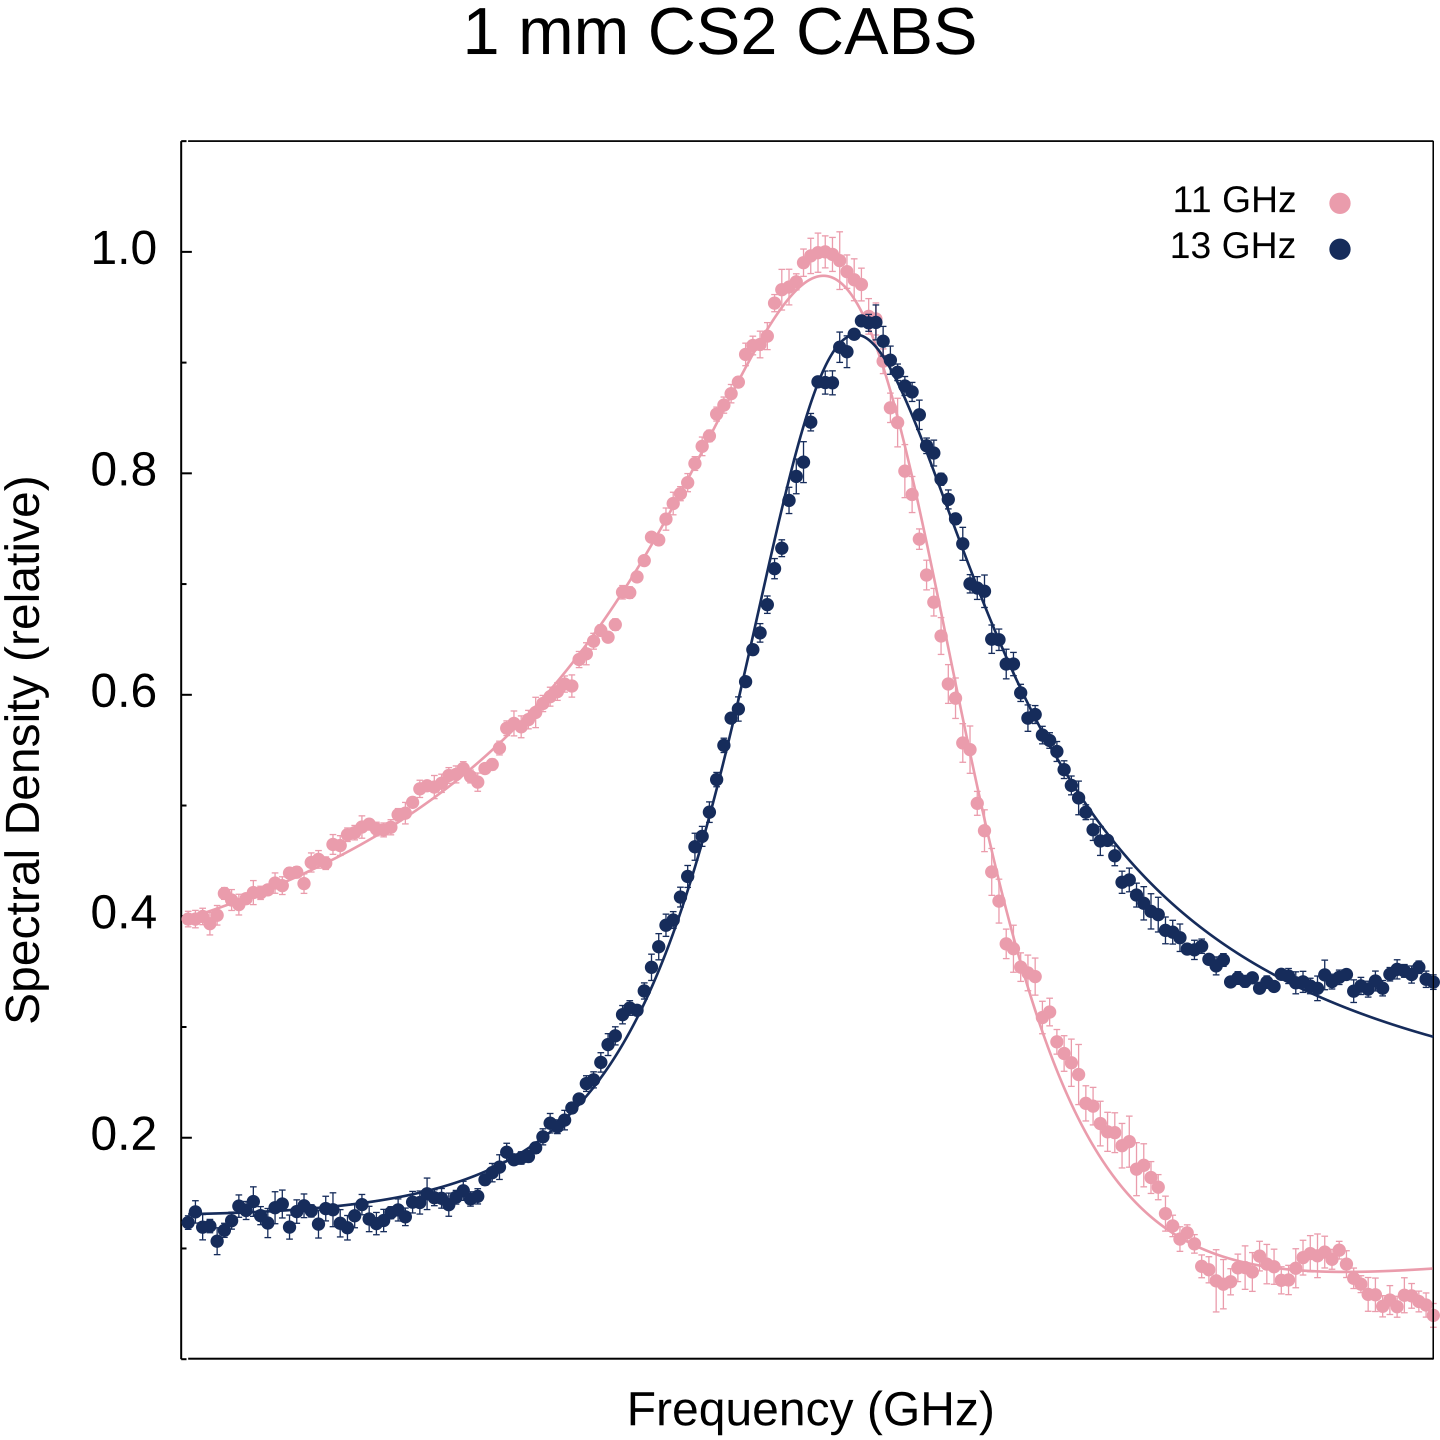 1 mm CS2 CABS
11 GHz
13 GHz
1.0
0.8
0.6
0.4
0.2
Spectral Density (relative)
Frequency (GHz)